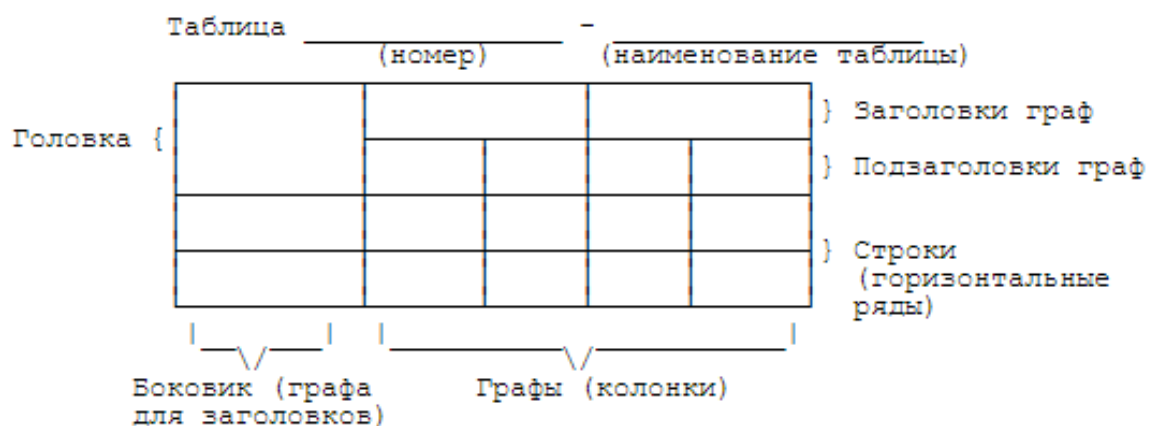 Таблица _______________ - __________________
(номер) (наименование таблицы)
} Заголовки граф
Головка {
} Подзаголовки граф
} Строки
(горизонтальные
ряды)
Боковик (графа Графы (колонки)
для заголовков)